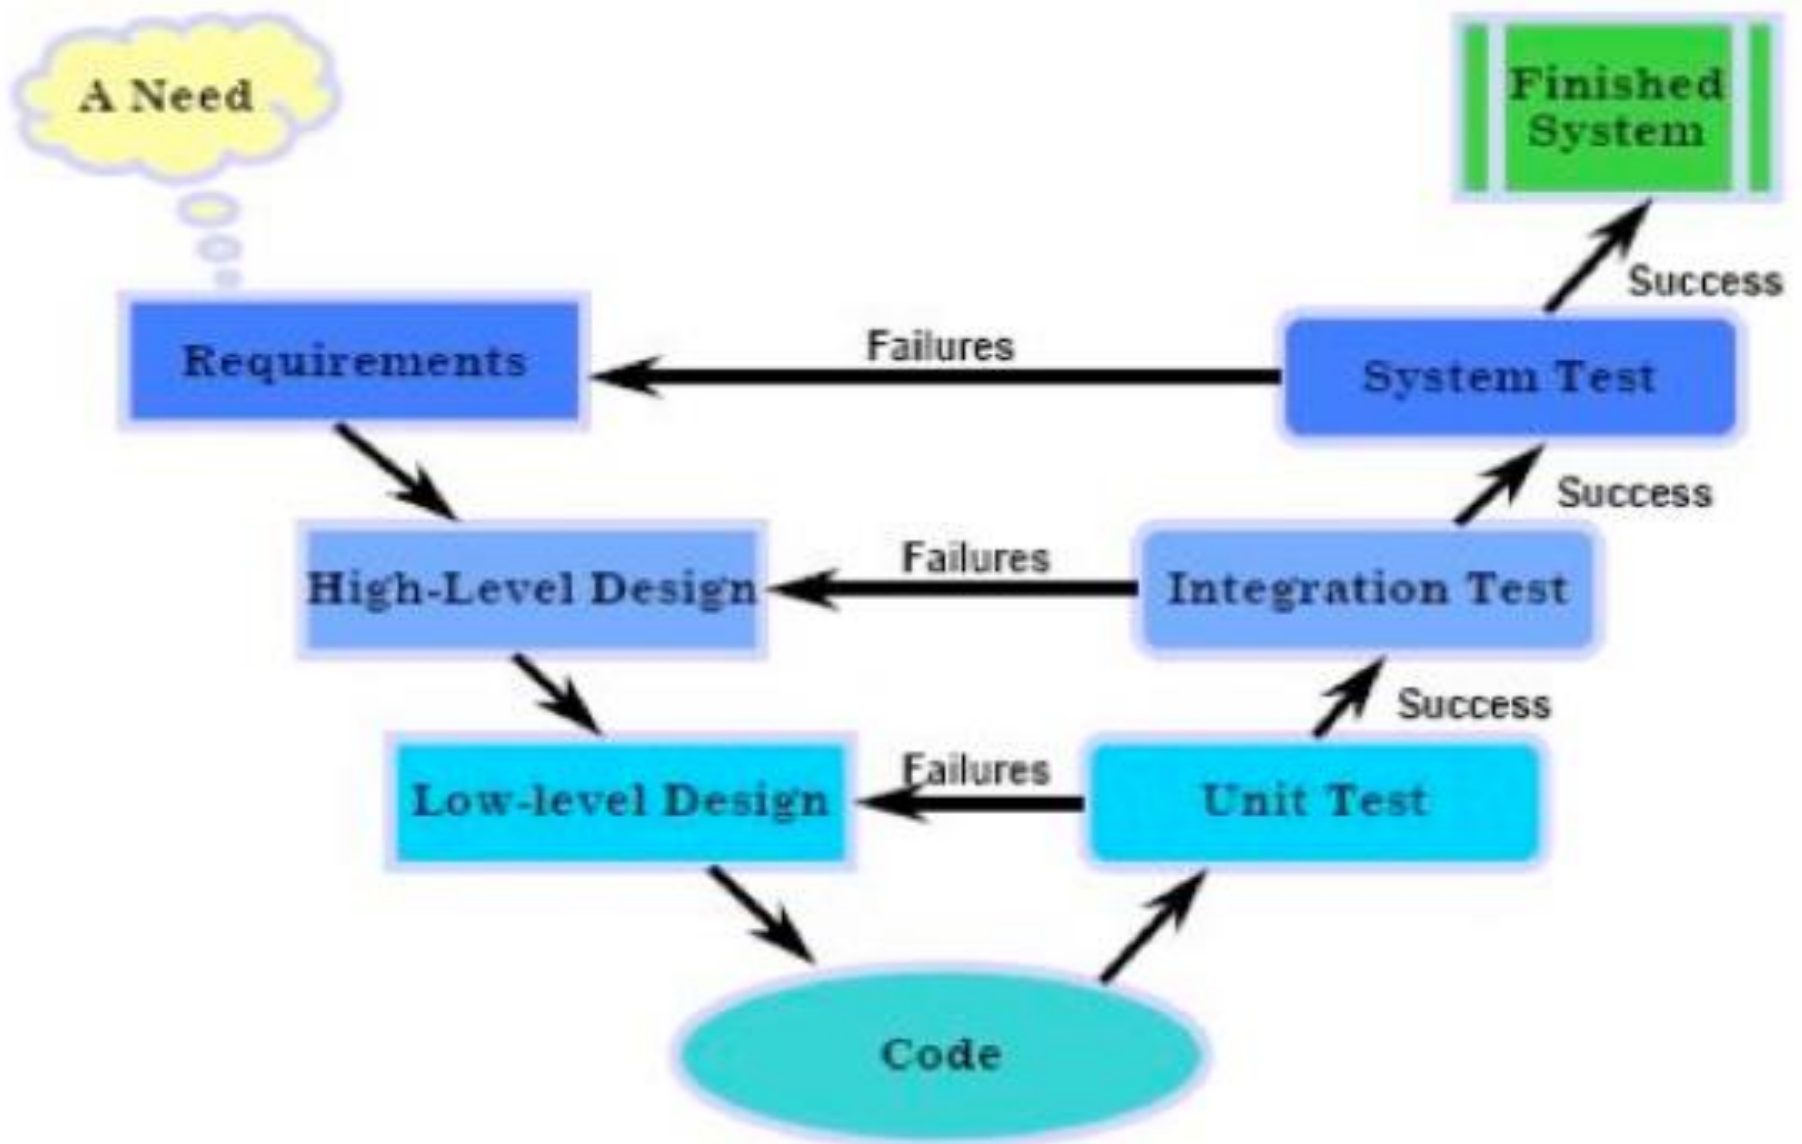 A Need
Finished
System
Success
Requirements
Failures
System Test
Success
High-Level Design
Failures
Integration Test
Success
Low-level Design
Failures
Unit Test
Code